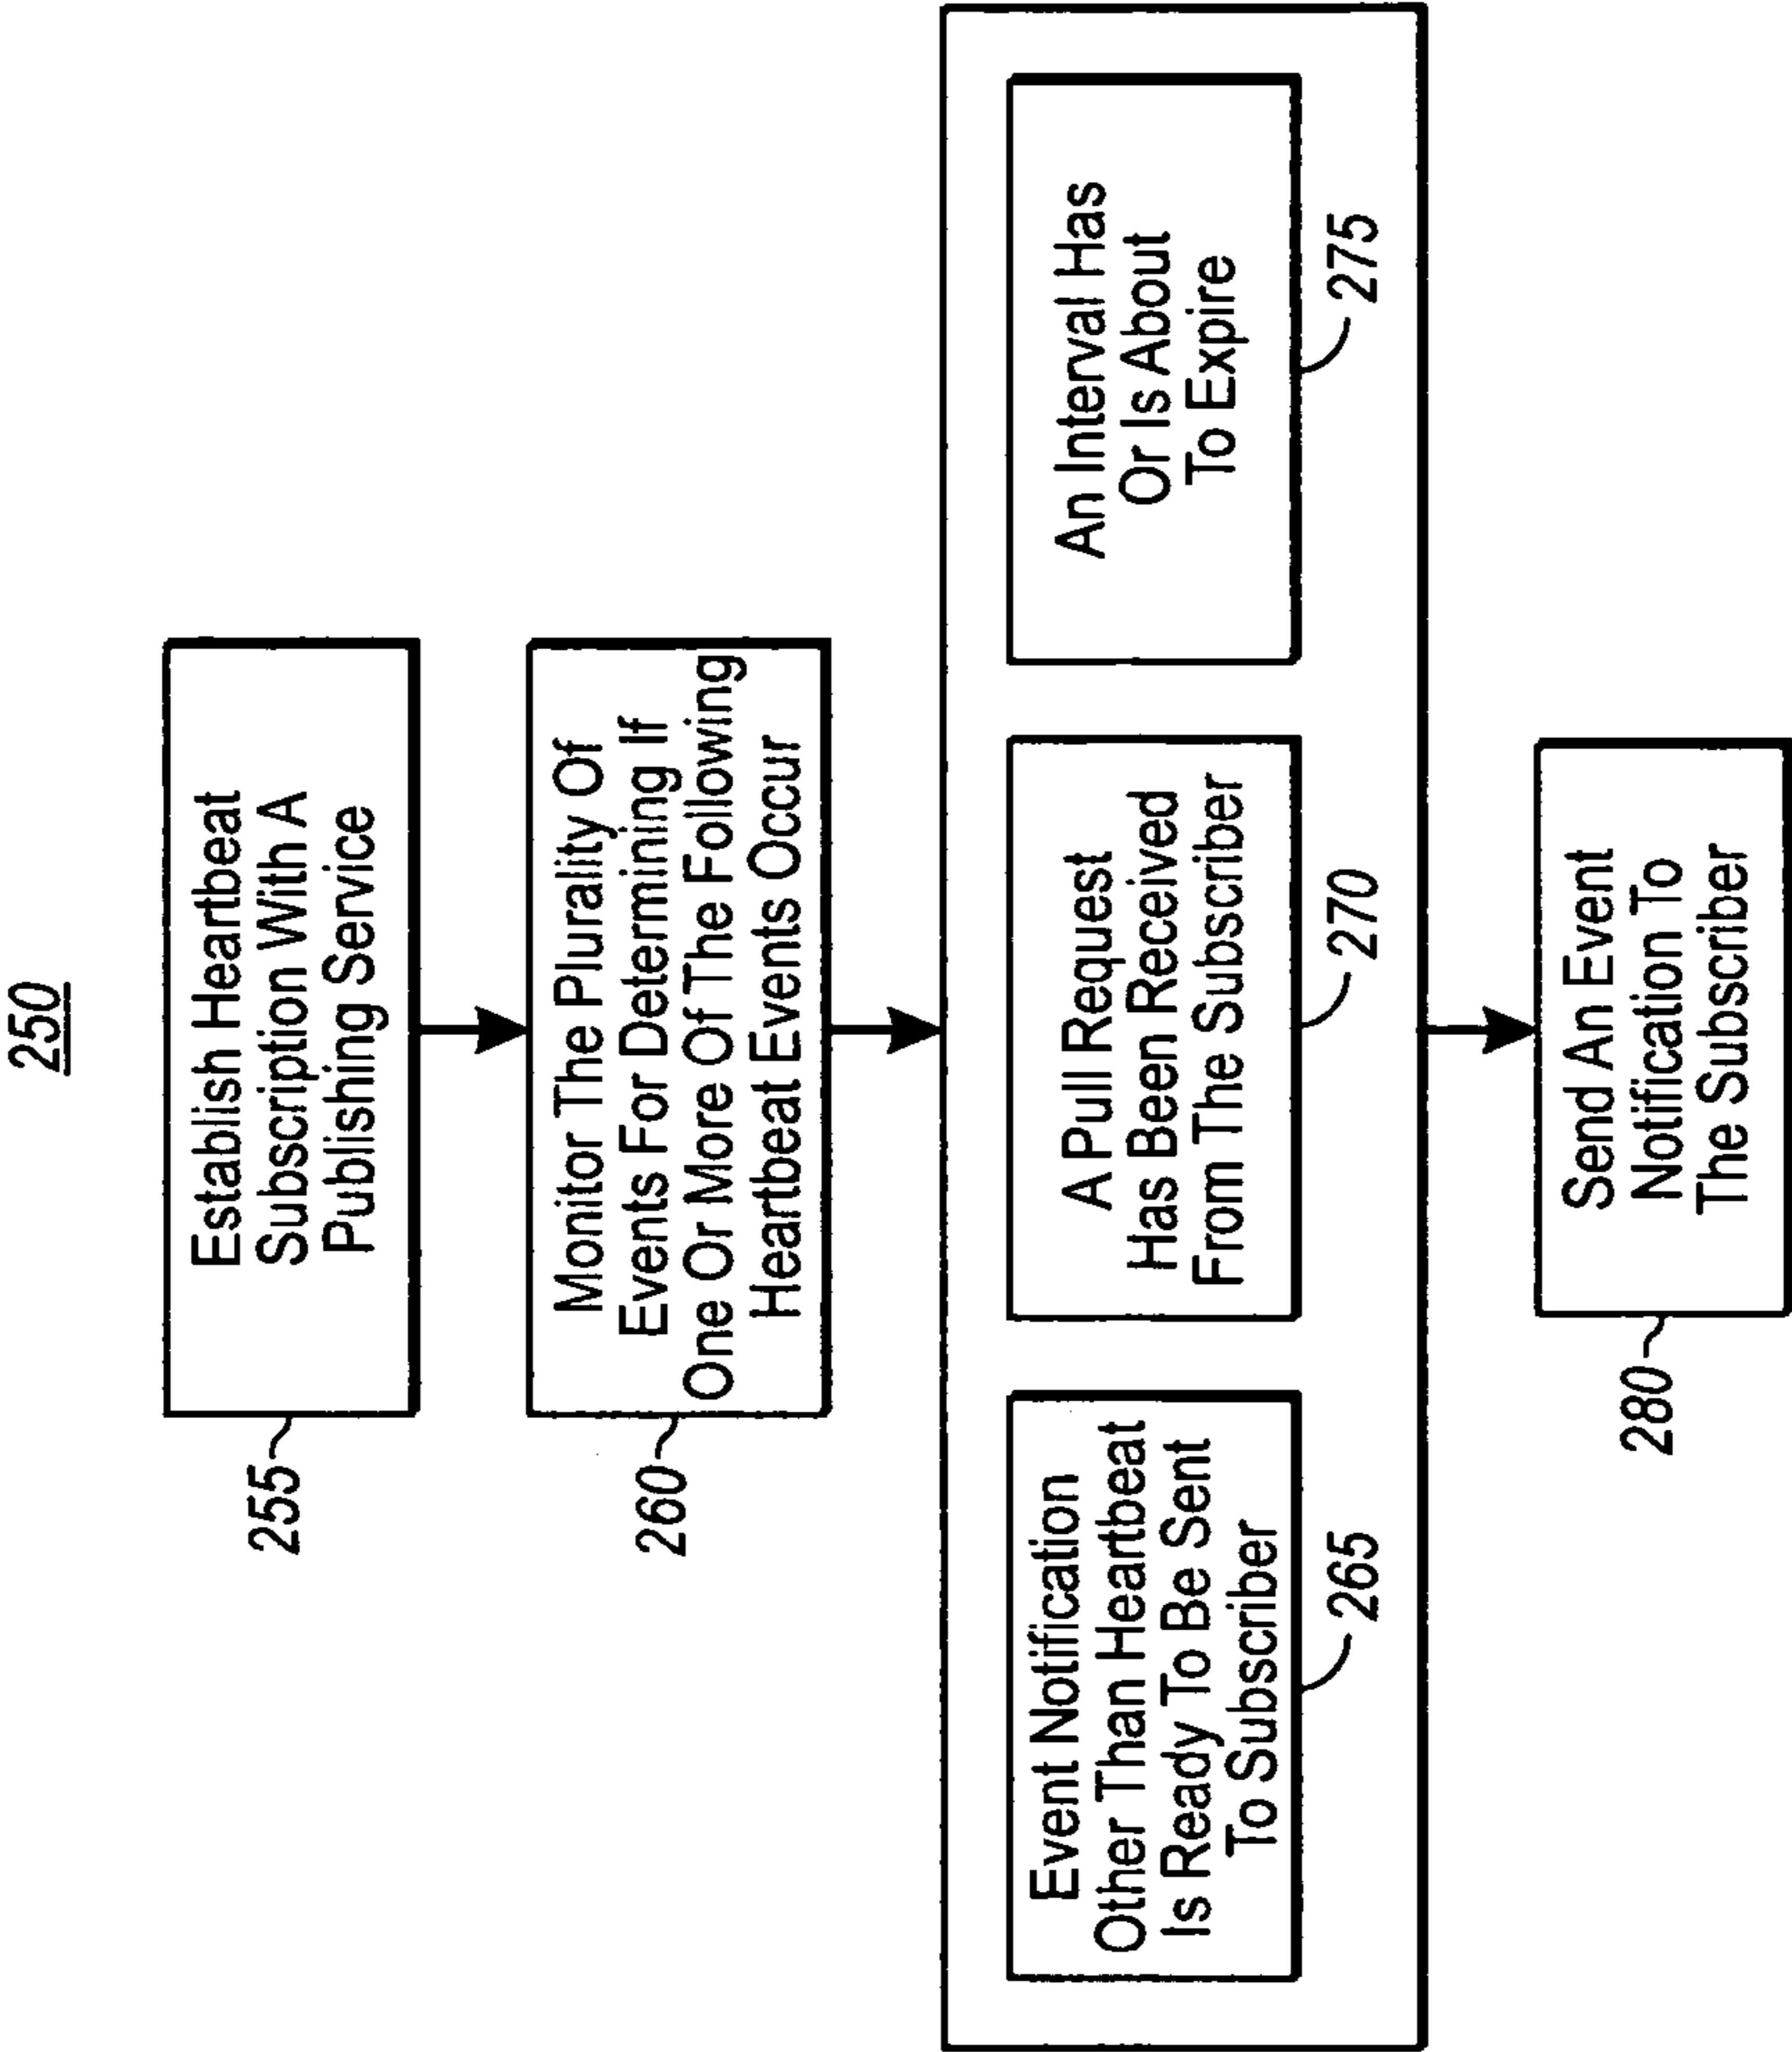 250
Establish Heartbeat
Subscription With A
Publishing Service
255
Monitor The Plurality Of
Events For Determining If
One Or More Of The Following
Heartbeat Events Occur
260
Event Notification
Other Than Heartbeat
Is Ready To Be Sent
To Subscriber
265
A Pull Request
Has Been Received
From The Subscriber
270
An Interval Has
Or Is About
To Expire
275
Send An Event
Notification To
The Subscriber
280